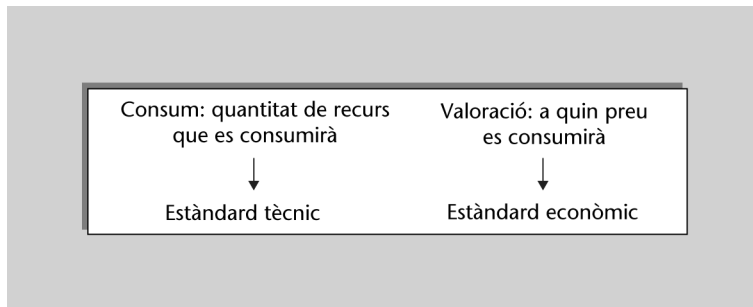 Consum: quantitat de recurs
que es consumirà
Estàndard tècnic
Valoració: a quin preu
es consumirà
Estàndard econòmic